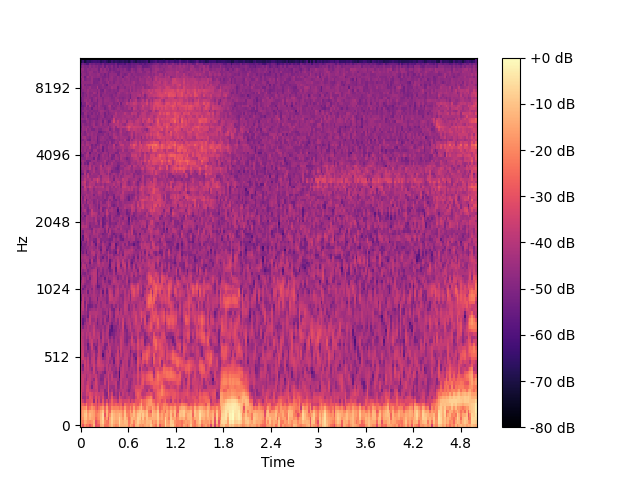 +0 dB
8192
-10 dB
4096
-20 dB
-30 dB
2048
Hz
-40 dB
1024
-50 dB
-60 dB
512
-70 dB
0
-80 dB
0 0.6 1.2 1.8 2.4 3 3.6 4.2 4.8
Time